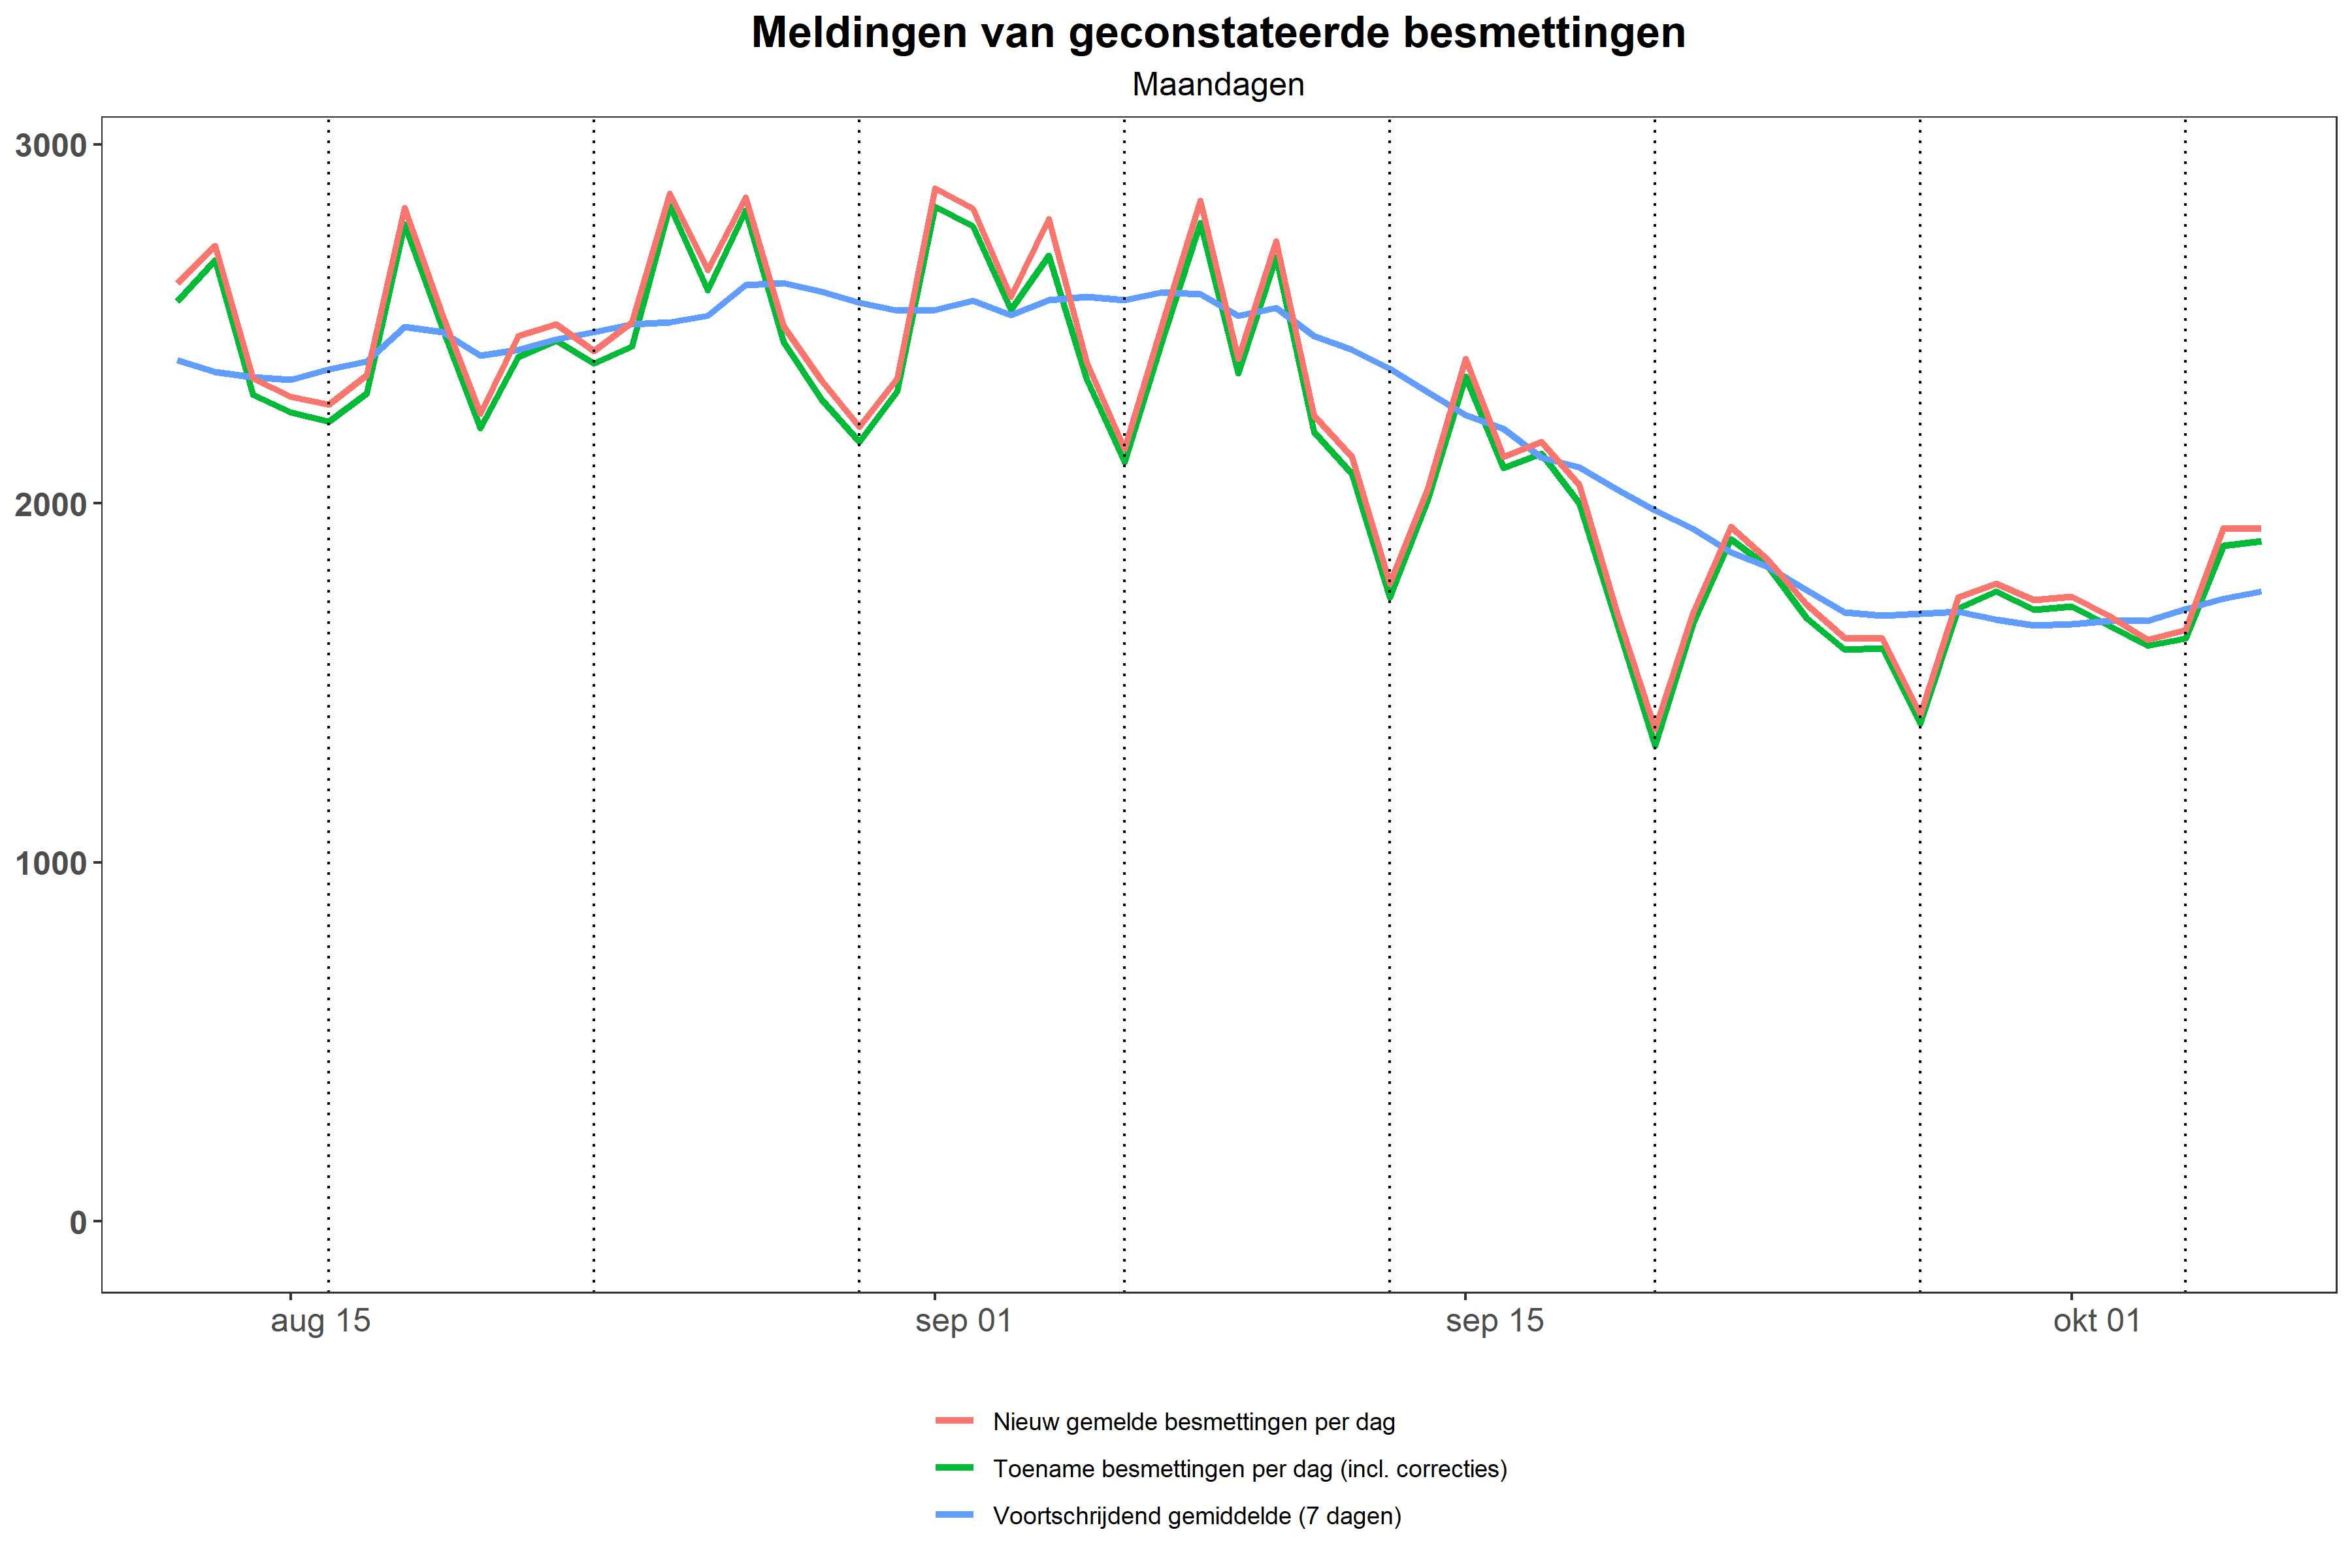 Meldingen van geconstateerde besmettingen
Maandagen
3000
2000
1000
0
aug 15
sep 01
sep 15
okt 01
Nieuw gemelde besmettingen per dag
Toename besmettingen per dag (incl. correcties)
Voortschrijdend gemiddelde (7 dagen)